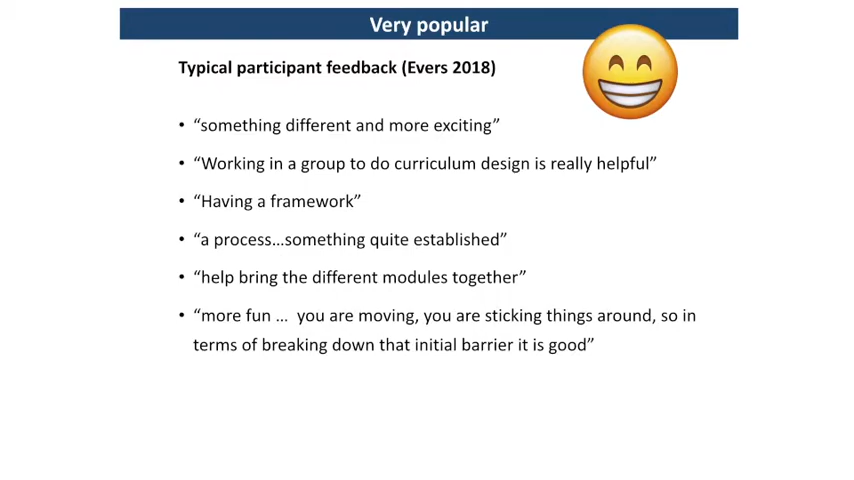 Very popular
Typical participant feedback (Evers 2018)
• “something different and more exciting”
• “Working in a group to do curriculum design is really helpful”
• “Having a framework”
• “a process…something quite established”
• “help bring the different modules together”
• “more fun …  you are moving, you are sticking things around, so in
terms of breaking down that initial barrier it is good”